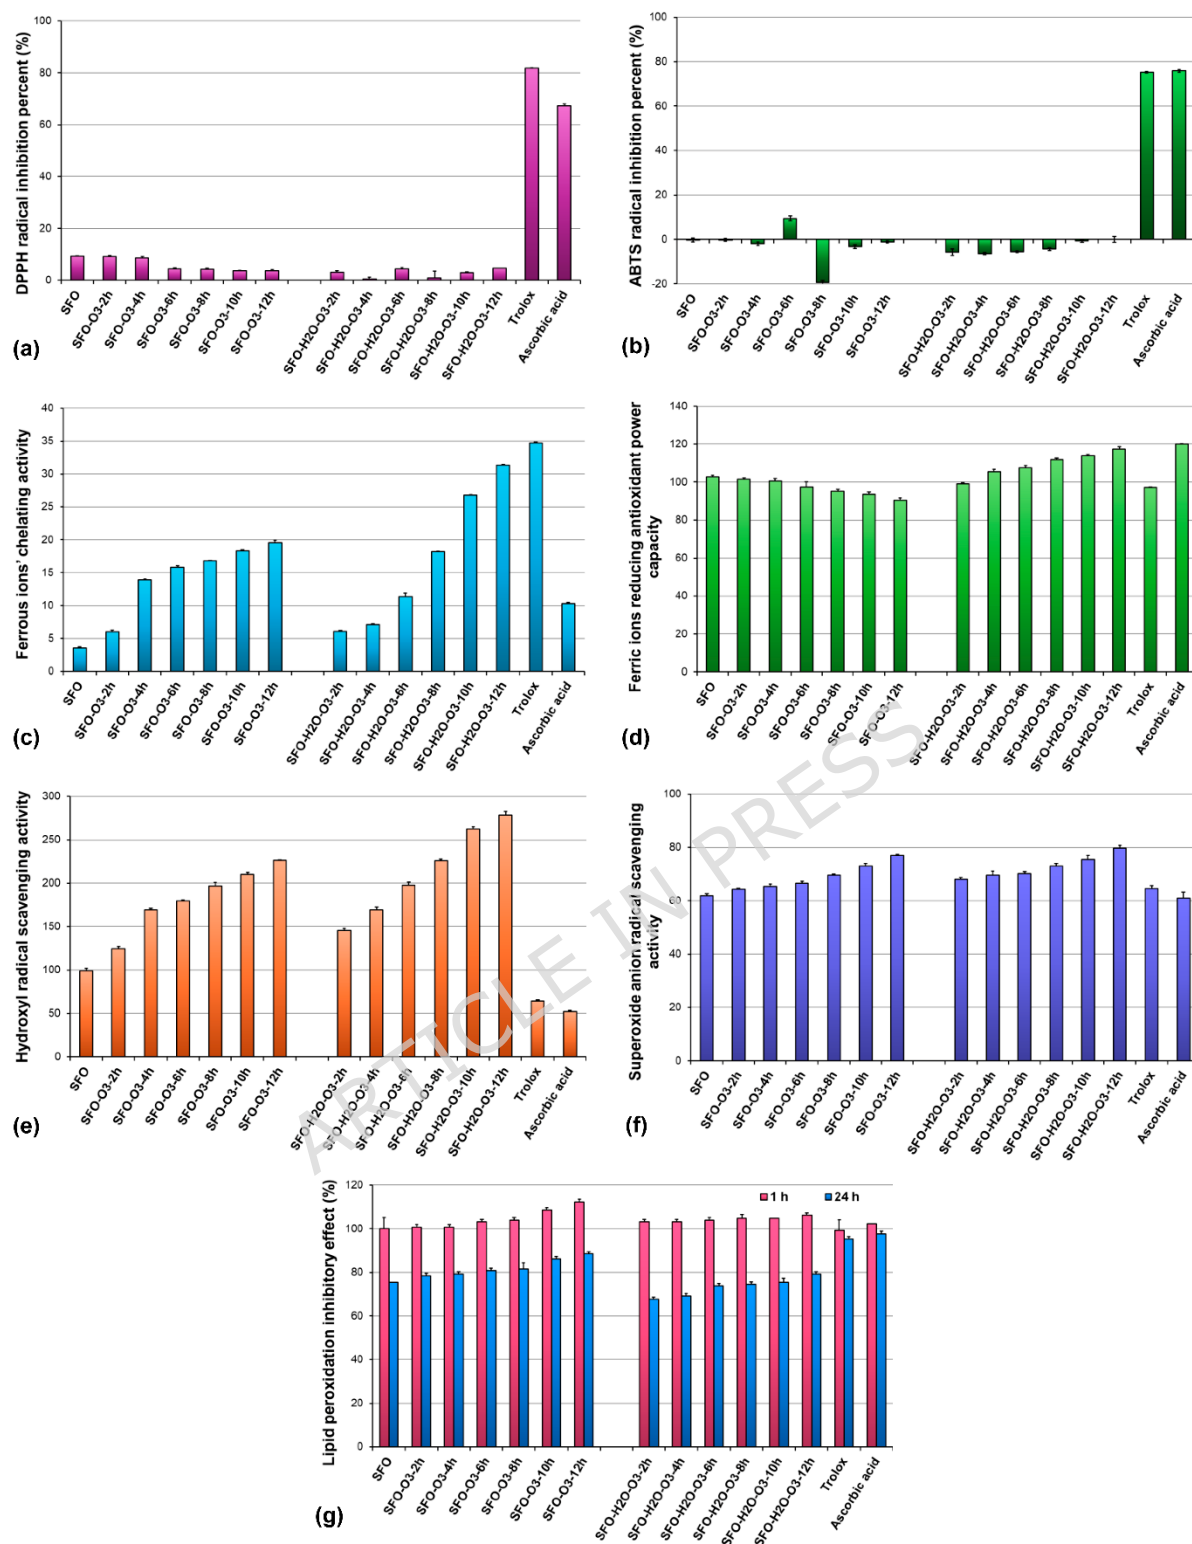 DPPH radical inhibition percent (%)
100
80
60
40
20
0
SFO
SFO-O3-2h
SFO-O3-4h
SFO-O3-6h
SFO-O3-8h
SFO-O3-10h
SFO-O3-12h
SFO-H2O-O3-2h
SFO-H2O-O3-4h
SFO-H2O-O3-6h
SFO-H2O-O3-8h
SFO-H2O-O3-10h
SFO-H2O-O3-12h
Trolox
Ascorbic acid
(a)
ABTS radical inhibition percent (%)
100
80
60
40
20
0
-20
SFO
SFO-O3-2h
SFO-O3-4h
SFO-O3-6h
SFO-O3-8h
SFO-O3-10h
SFO-O3-12h
SFO-H2O-O3-2h
SFO-H2O-O3-4h
SFO-H2O-O3-6h
SFO-H2O-O3-8h
SFO-H2O-O3-10h
SFO-H2O-O3-12h
Trolox
Ascorbic acid
(b)
Ferrous ions' chelating activity
40
35
30
25
20
15
10
5
0
SFO
SFO-O3-2h
SFO-O3-4h
SFO-O3-6h
SFO-O3-8h
SFO-O3-10h
SFO-O3-12h
SFO-H2O-O3-2h
SFO-H2O-O3-4h
SFO-H2O-O3-6h
SFO-H2O-O3-8h
SFO-H2O-O3-10h
SFO-H2O-O3-12h
Trolox
Ascorbic acid
(c)
Ferric ions reducing antioxidant power
capacity
140
120
100
80
60
40
20
0
SFO
SFO-O3-2h
SFO-O3-4h
SFO-O3-6h
SFO-O3-8h
SFO-O3-10h
SFO-O3-12h
SFO-H2O-O3-2h
SFO-H2O-O3-4h
SFO-H2O-O3-6h
SFO-H2O-O3-8h
SFO-H2O-O3-10h
SFO-H2O-O3-12h
Trolox
Ascorbic acid
(d)
Hydroxyl radical scavenging activity
300
250
200
150
100
50
0
SFO
SFO-O3-2h
SFO-O3-4h
SFO-O3-6h
SFO-O3-8h
SFO-O3-10h
SFO-O3-12h
SFO-H2O-O3-2h
SFO-H2O-O3-4h
SFO-H2O-O3-6h
SFO-H2O-O3-8h
SFO-H2O-O3-10h
SFO-H2O-O3-12h
Trolox
Ascorbic acid
(e)
Superoxide anion radical scavenging
activity
100
80
60
40
20
0
SFO
SFO-O3-2h
SFO-O3-4h
SFO-O3-6h
SFO-O3-8h
SFO-O3-10h
SFO-O3-12h
SFO-H2O-O3-2h
SFO-H2O-O3-4h
SFO-H2O-O3-6h
SFO-H2O-O3-8h
SFO-H2O-O3-10h
SFO-H2O-O3-12h
Trolox
Ascorbic acid
(f)
ARTICLE IN PRESS
Lipid peroxidation inhibitory effect (%)
120
100
80
60
40
20
0
1 h
24 h
SFO
SFO-O3-2h
SFO-O3-4h
SFO-O3-6h
SFO-O3-8h
SFO-O3-10h
SFO-O3-12h
SFO-H2O-O3-2h
SFO-H2O-O3-4h
SFO-H2O-O3-6h
SFO-H2O-O3-8h
SFO-H2O-O3-10h
SFO-H2O-O3-12h
Trolox
Ascorbic acid
(g)